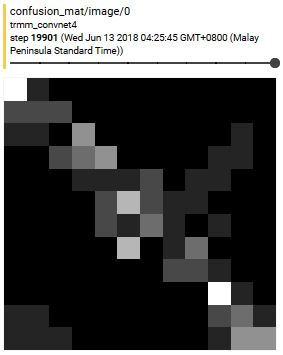 confusion_mat/image/0
trmm_convnet4
step 19901 (Wed Jun 13 2018 04:25:45 GMT+0800 (Malay
Peninsula Standard Time))